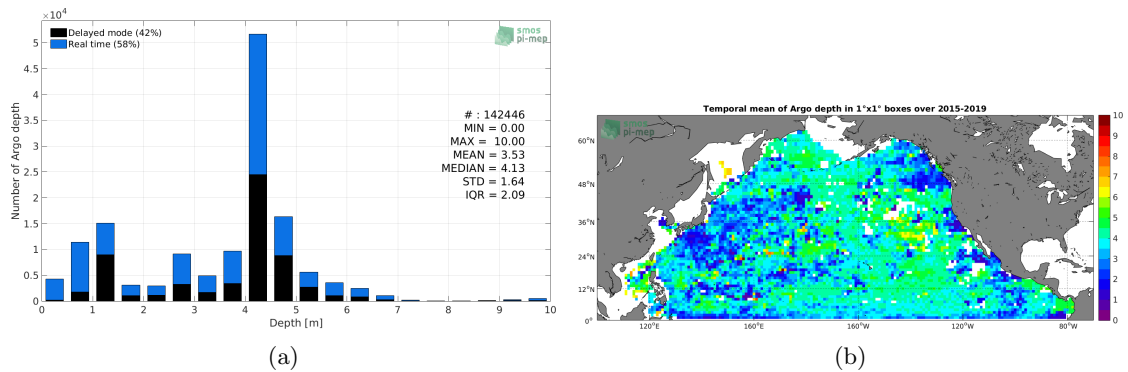 ×10⁴
Delayed mode (42%)
Real time (58%)
smos
pi-mep
# : 142446
MIN = 0.00
MAX = 10.00
MEAN = 3.53
MEDIAN = 4.13
STD = 1.64
IQR = 2.09
Number of Argo depth
5
4.5
4
3.5
3
2.5
2
1.5
1
0.5
0
0 1 2 3 4 5 6 7 8 9 10
Depth [m]
(a)
Temporal mean of Argo depth in 1°x1° boxes over 2015-2019
smos
pi-mep
60°N
48°N
36°N
24°N
12°N
0°
120°E 160°E 160°W 120°W 80°W
10
9
8
7
6
5
4
3
2
1
0
(b)